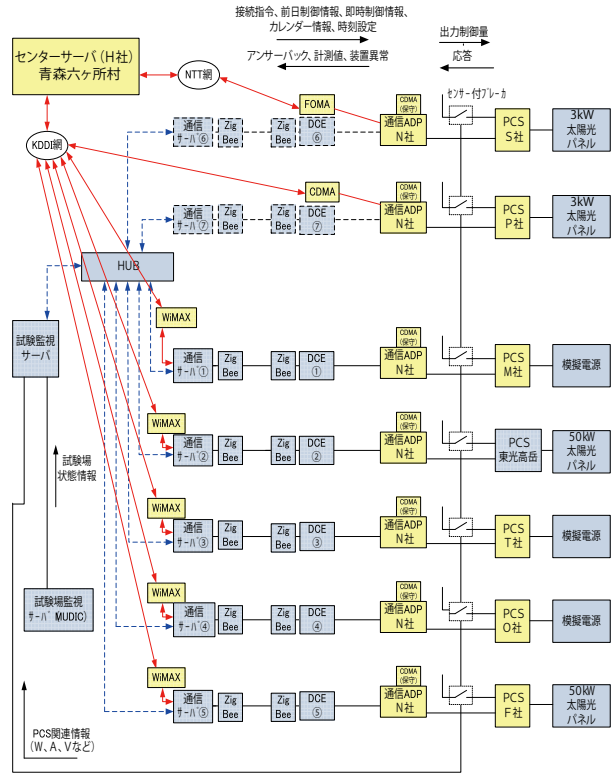 接続指令、前日制御情報、即時制御情報、
カレンダー情報、時刻設定
アンサーバック、計測値、装置異常
出力制御量
応答
センターサーバ(H社)
青森六ヶ所村
NTT網
KDDI網
センサー付ブレーカ
FOMA
通信
サーバ⑥
Zig
Bee
Zig
Bee
DCE
⑥
CDMA
(保守)
通信ADP
N社
PCS
S社
3kW
太陽光
パネル
CDMA
通信
サーバ⑦
Zig
Bee
Zig
Bee
DCE
⑦
CDMA
(保守)
通信ADP
N社
PCS
P社
3kW
太陽光
パネル
HUB
試験監視
サーバ
WiMAX
通信
サーバ①
Zig
Bee
Zig
Bee
DCE
①
CDMA
(保守)
通信ADP
N社
PCS
M社
模擬電源
WiMAX
通信
サーバ②
Zig
Bee
Zig
Bee
DCE
②
CDMA
(保守)
通信ADP
N社
PCS
東光高岳
50kW
太陽光
パネル
試験場
状態情報
WiMAX
通信
サーバ③
Zig
Bee
Zig
Bee
DCE
③
CDMA
(保守)
通信ADP
N社
PCS
T社
模擬電源
試験場監視
サーバ(MUDIC)
WiMAX
通信
サーバ④
Zig
Bee
Zig
Bee
DCE
④
CDMA
(保守)
通信ADP
N社
PCS
O社
模擬電源
WiMAX
通信
サーバ⑤
Zig
Bee
Zig
Bee
DCE
⑤
CDMA
(保守)
通信ADP
N社
PCS
F社
50kW
太陽光
パネル
PCS関連情報
(W、A、Vなど)